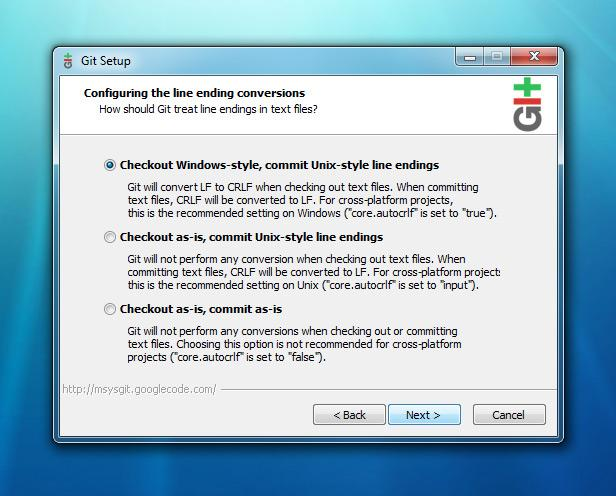 Git Setup
Configuring the line ending conversions
How should Git treat line endings in text files?
Git
Checkout Windows-style, commit Unix-style line endings
Git will convert LF to CRLF when checking out text files. When committing
text files, CRLF will be converted to LF. For cross-platform projects,
this is the recommended setting on Windows ("core.autocrlf" is set to "true").
Checkout as-is, commit Unix-style line endings
Git will not perform any conversion when checking out text files. When
committing text files, CRLF will be converted to LF. For cross-platform projects
this is the recommended setting on Unix ("core.autocrlf" is set to "input").
Checkout as-is, commit as-is
Git will not perform any conversions when checking out or committing
text files. Choosing this option is not recommended for cross-platform
projects ("core.autocrlf" is set to "false").
http://msysgit.googlecode.com/
< Back
Next >
Cancel